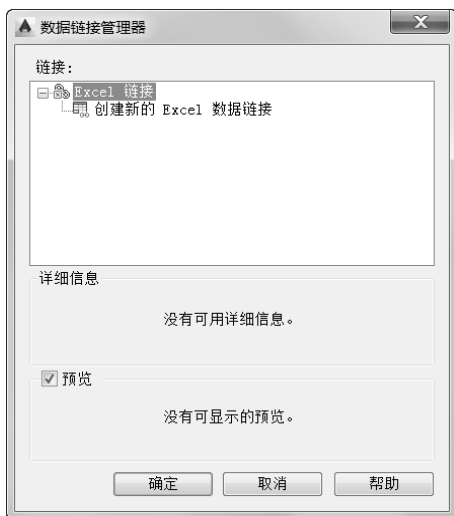 数据链接管理器
链接:
Excel 链接
创建新的 Excel 数据链接
详细信息
没有可用详细信息。
预览
没有可显示的预览。
确定 取消 帮助